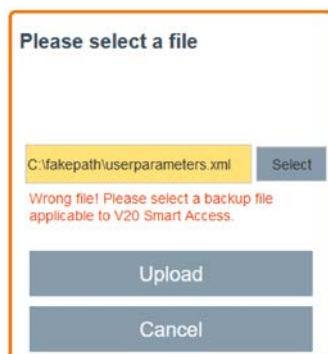 Please select a file
C:\fakepath\userparameters.xml
Select
Wrong file! Please select a backup file
applicable to V20 Smart Access.
Upload
Cancel